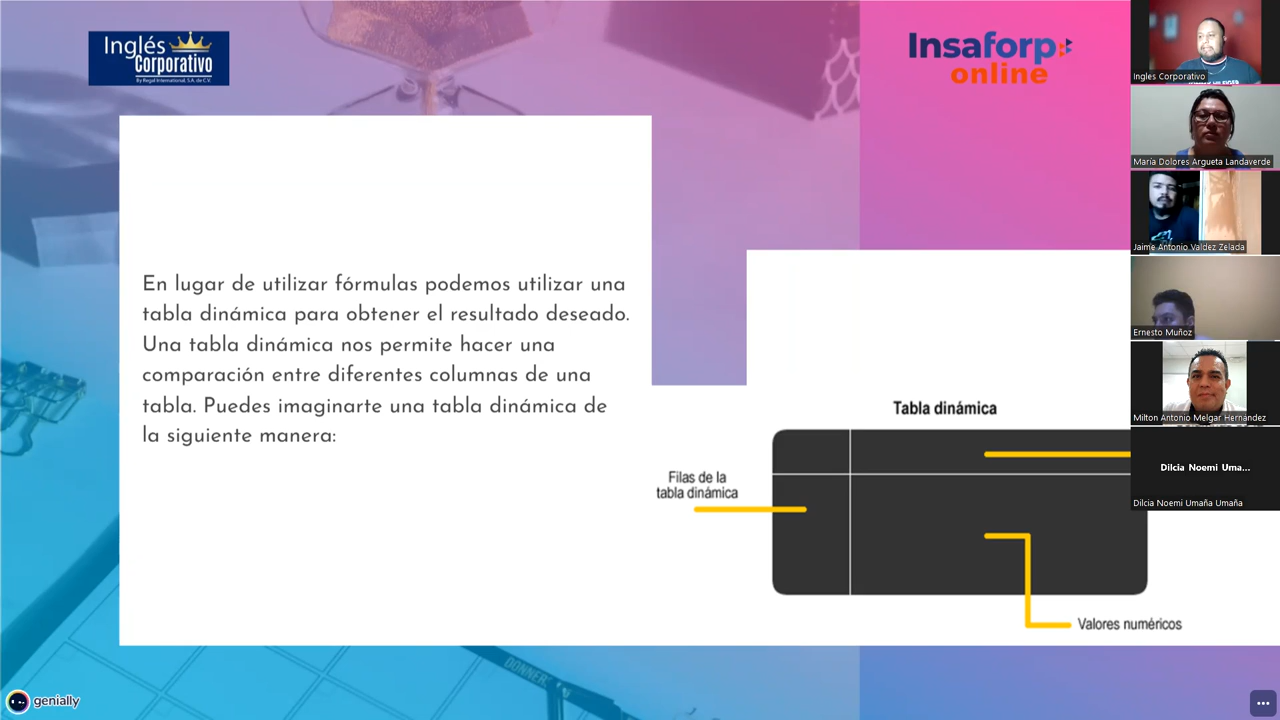 Inglés
Corporativo
By Regal International, S.A. de C.V.
Insaforp
online
En lugar de utilizar fórmulas podemos utilizar una
tabla dinámica para obtener el resultado deseado.
Una tabla dinámica nos permite hacer una
comparación entre diferentes columnas de una
tabla. Puedes imaginarte una tabla dinámica de
la siguiente manera:
Tabla dinámica
Filas de la
tabla dinámica
Valores numéricos
Ingles Corporativo
María Dolores Argueta Landaverde
Jaime Antonio Valdez Zelada
Ernesto Muñoz
Milton Antonio Melgar Hernández
Dilcia Noemi Uma...
Dilcia Noemi Umaña Umaña
DONNER
genially